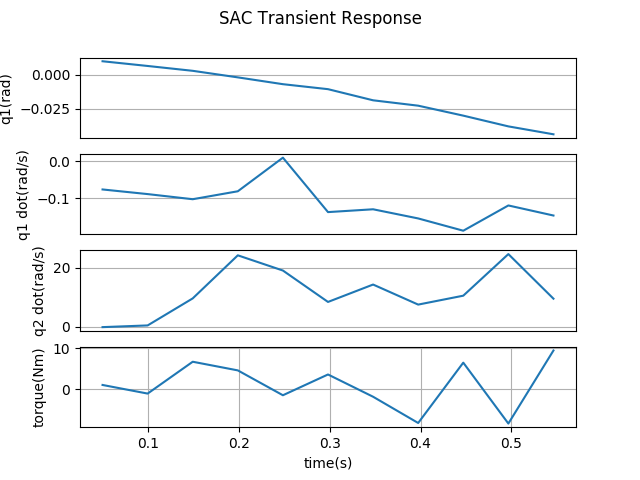 SAC Transient Response
0.000
−0.025
q1(rad)
0.0
−0.1
q1 dot(rad/s)
20
0
q2 dot(rad/s)
10
0
torque(Nm)
0.1 0.2 0.3 0.4 0.5
time(s)